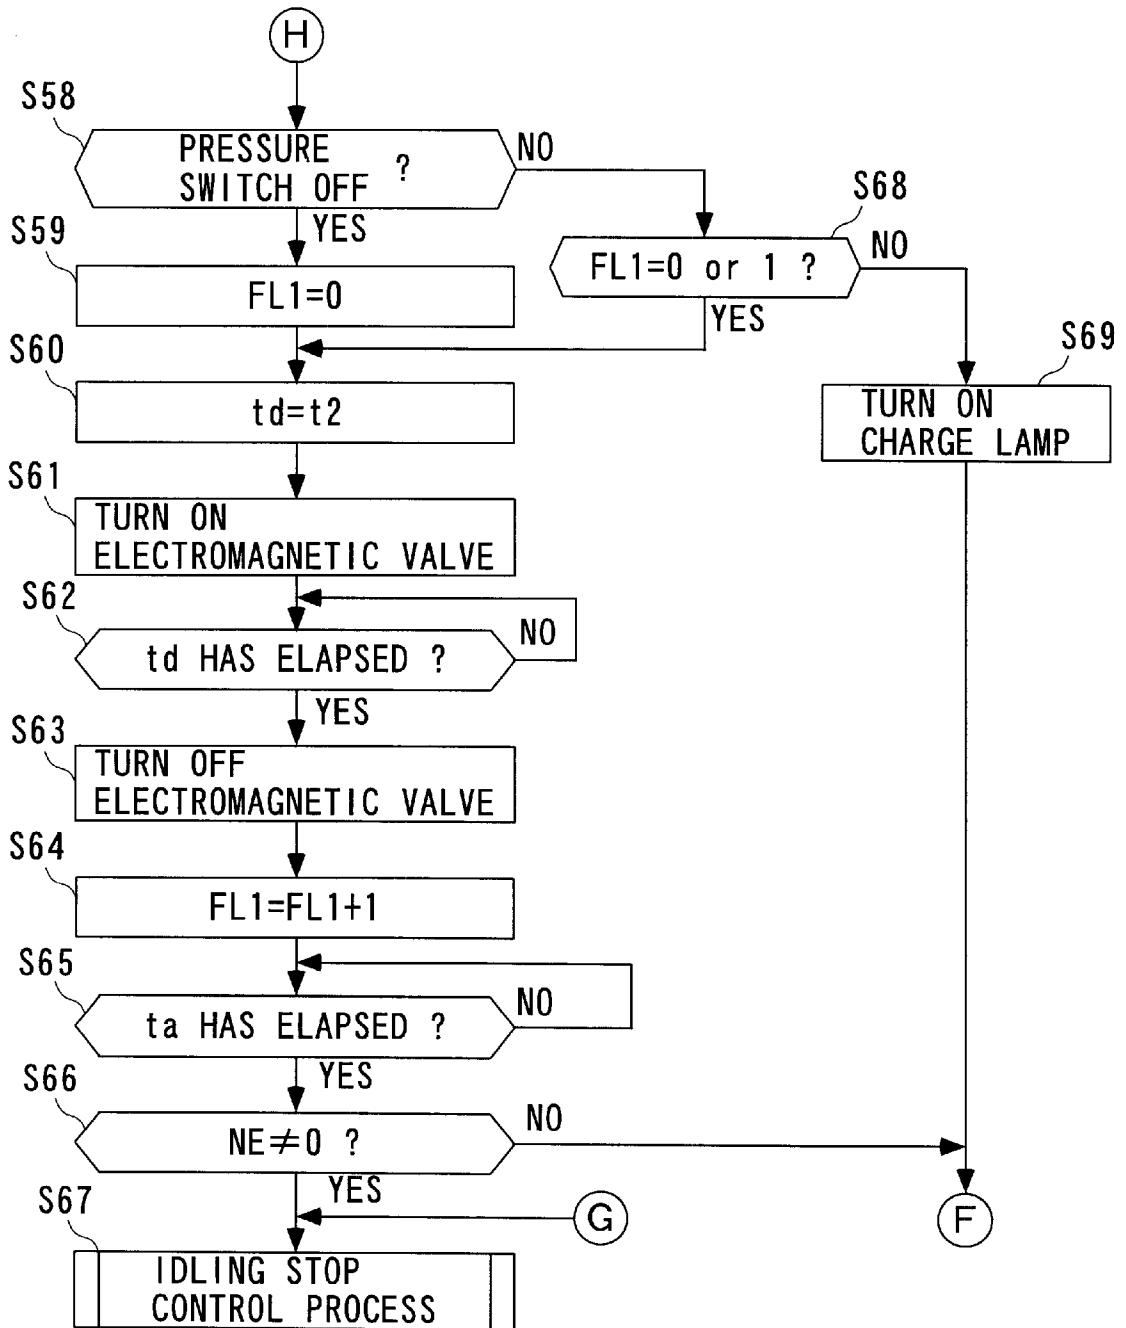 H
S58
PRESSURE
SWITCH OFF ?
NO
YES
S68
FL1=0 or 1 ?
NO
YES
S59
FL1=0
S60
td=t2
S69
TURN ON
CHARGE LAMP
S61
TURN ON
ELECTROMAGNETIC VALVE
S62
td HAS ELAPSED ?
NO
YES
S63
TURN OFF
ELECTROMAGNETIC VALVE
S64
FL1=FL1+1
S65
ta HAS ELAPSED ?
NO
YES
S66
NE≠0 ?
NO
YES
G
F
S67
IDLING STOP
CONTROL PROCESS